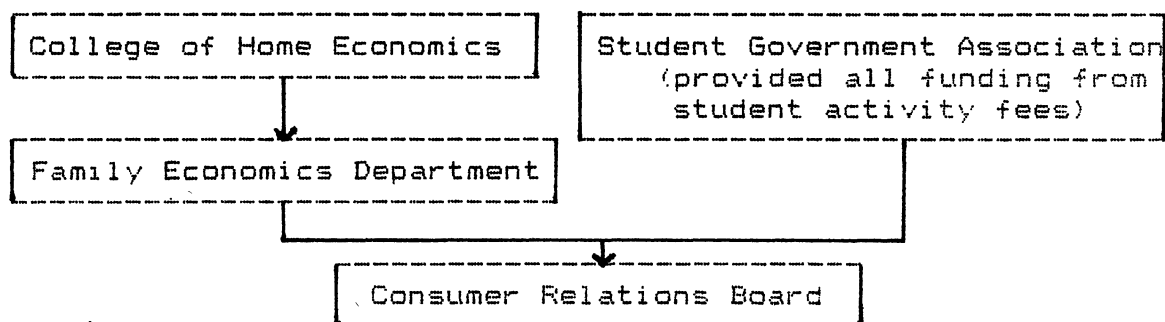 College of Home Economics
Student Government Association
(provided all funding from
student activity fees)
Family Economics Department
Consumer Relations Board